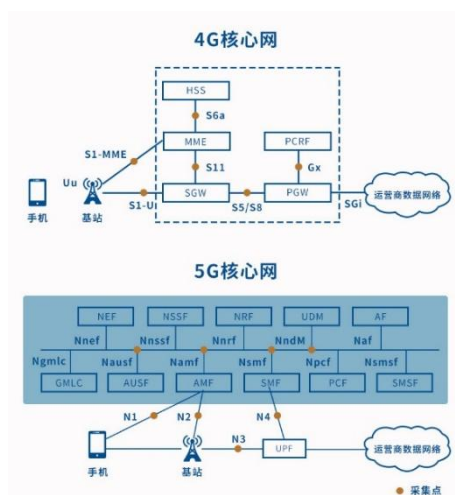 4G核心网
HSS
S6a
MME
PCRF
S1-MME
S11
Gx
Uu
SGW
PGW
运营商数据网络
S1-U
S5/S8
SGi
手机
基站
5G核心网
NEF
NSSF
NRF
UDM
AF
Nnef
Nnssf
Nnrf
NndM
Naf
Ngmlc
Nausf
Namf
Nsmf
Npcf
Nsmsf
GMLC
AUSF
AMF
SMF
PCF
SMSF
N1
N2
N4
N3
UPF
运营商数据网络
手机
基站
采集点